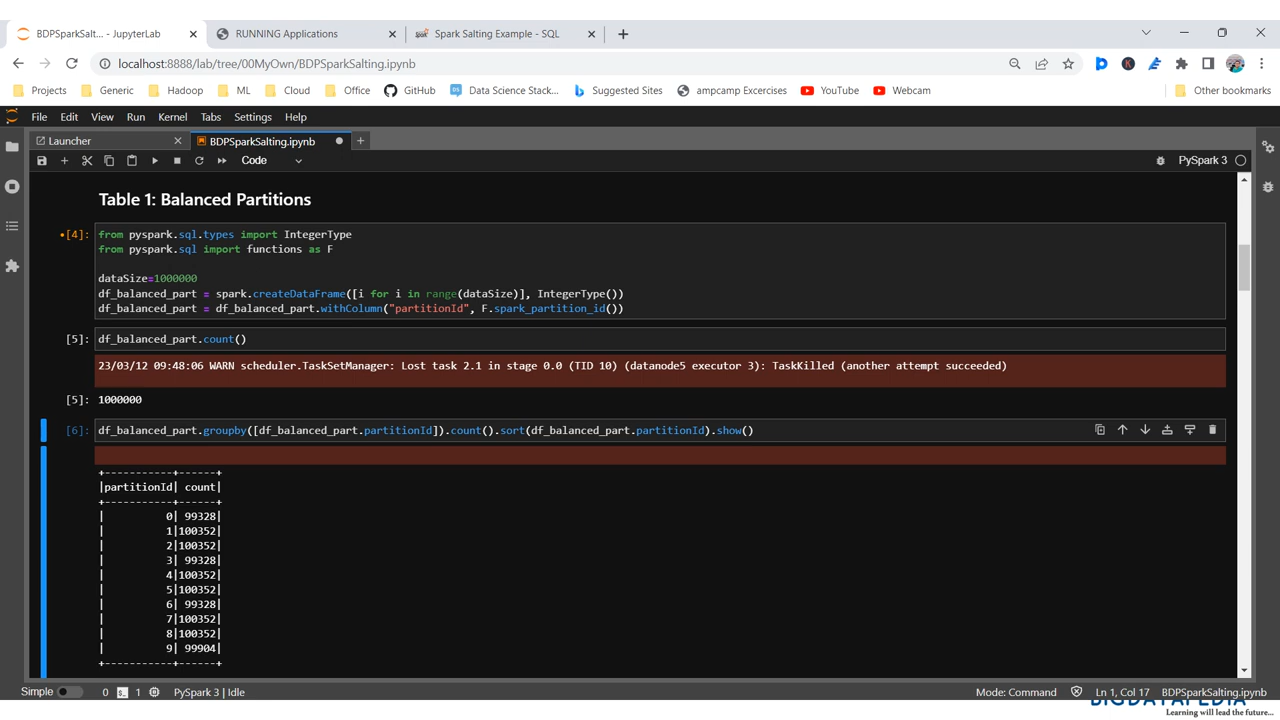 BDPSparkSalt... - JupyterLab
RUNNING Applications
Spark Salting Example - SQL
localhost:8888/lab/tree/00MyOwn/BDPSparkSalting.ipynb
Projects Generic Hadoop ML Cloud Office GitHub Data Science Stack... Suggested Sites ampcamp Excercises YouTube Webcam Other bookmarks
File Edit View Run Kernel Tabs Settings Help
Launcher BDPSparkSalting.ipynb
Code PySpark 3
Table 1: Balanced Partitions
[4]: from pyspark.sql.types import IntegerType
from pyspark.sql import functions as F
dataSize=1000000
df_balanced_part = spark.createDataFrame([i for i in range(dataSize)], IntegerType())
df_balanced_part = df_balanced_part.withColumn("partitionId", F.spark_partition_id())
[5]: df_balanced_part.count()
23/03/12 09:48:06 WARN scheduler.TaskSetManager: Lost task 2.1 in stage 0.0 (TID 10) (datanode5 executor 3): TaskKilled (another attempt succeeded)
[5]: 1000000
[6]: df_balanced_part.groupby([df_balanced_part.partitionId]).count().sort(df_balanced_part.partitionId).show()
+-----------+------+
|partitionId| count|
+-----------+------+
|          0| 99328|
|          1|100352|
|          2|100352|
|          3| 99328|
|          4|100352|
|          5|100352|
|          6| 99328|
|          7|100352|
|          8|100352|
|          9| 99904|
+-----------+------+
Simple 0 1 PySpark 3 | Idle Mode: Command Ln 1, Col 17 BDPSparkSalting.ipynb
BIGDATAPEDIA
Learning will lead the future...